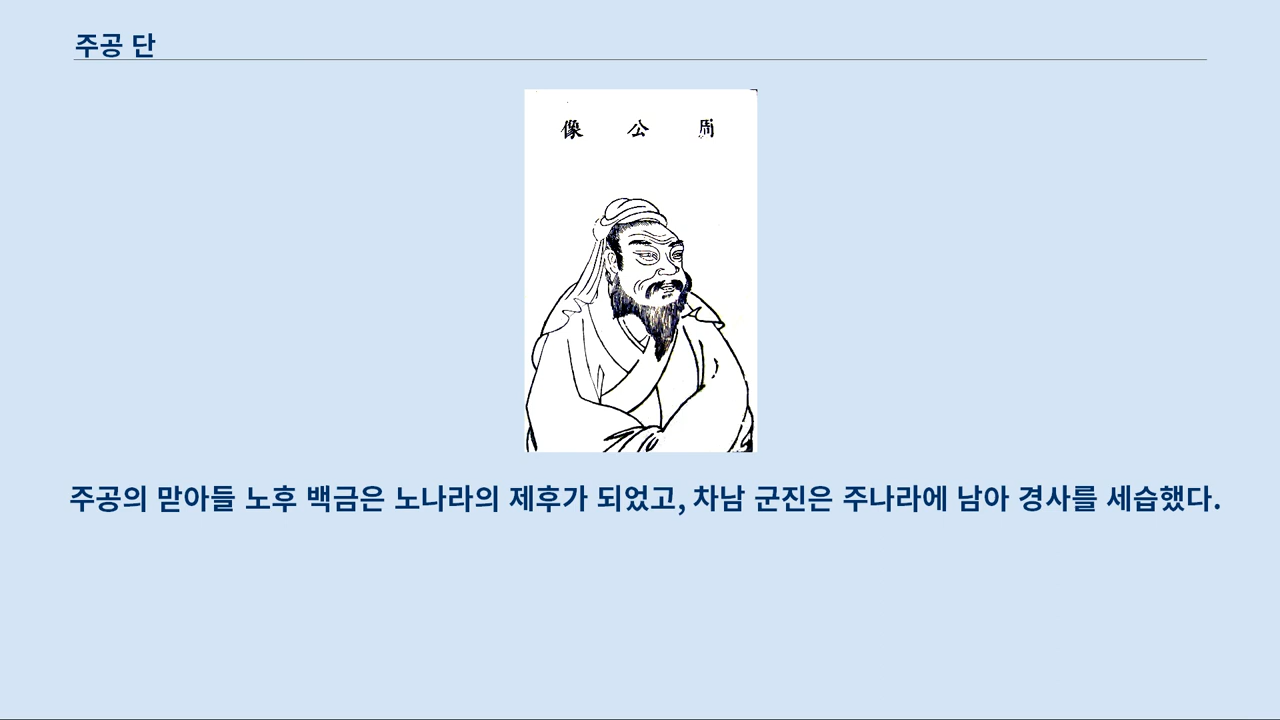 주공 단
像 公 周
주공의 맏아들 노후 백금은 노나라의 제후가 되었고, 차남 군진은 주나라에 남아 경사를 세습했다.